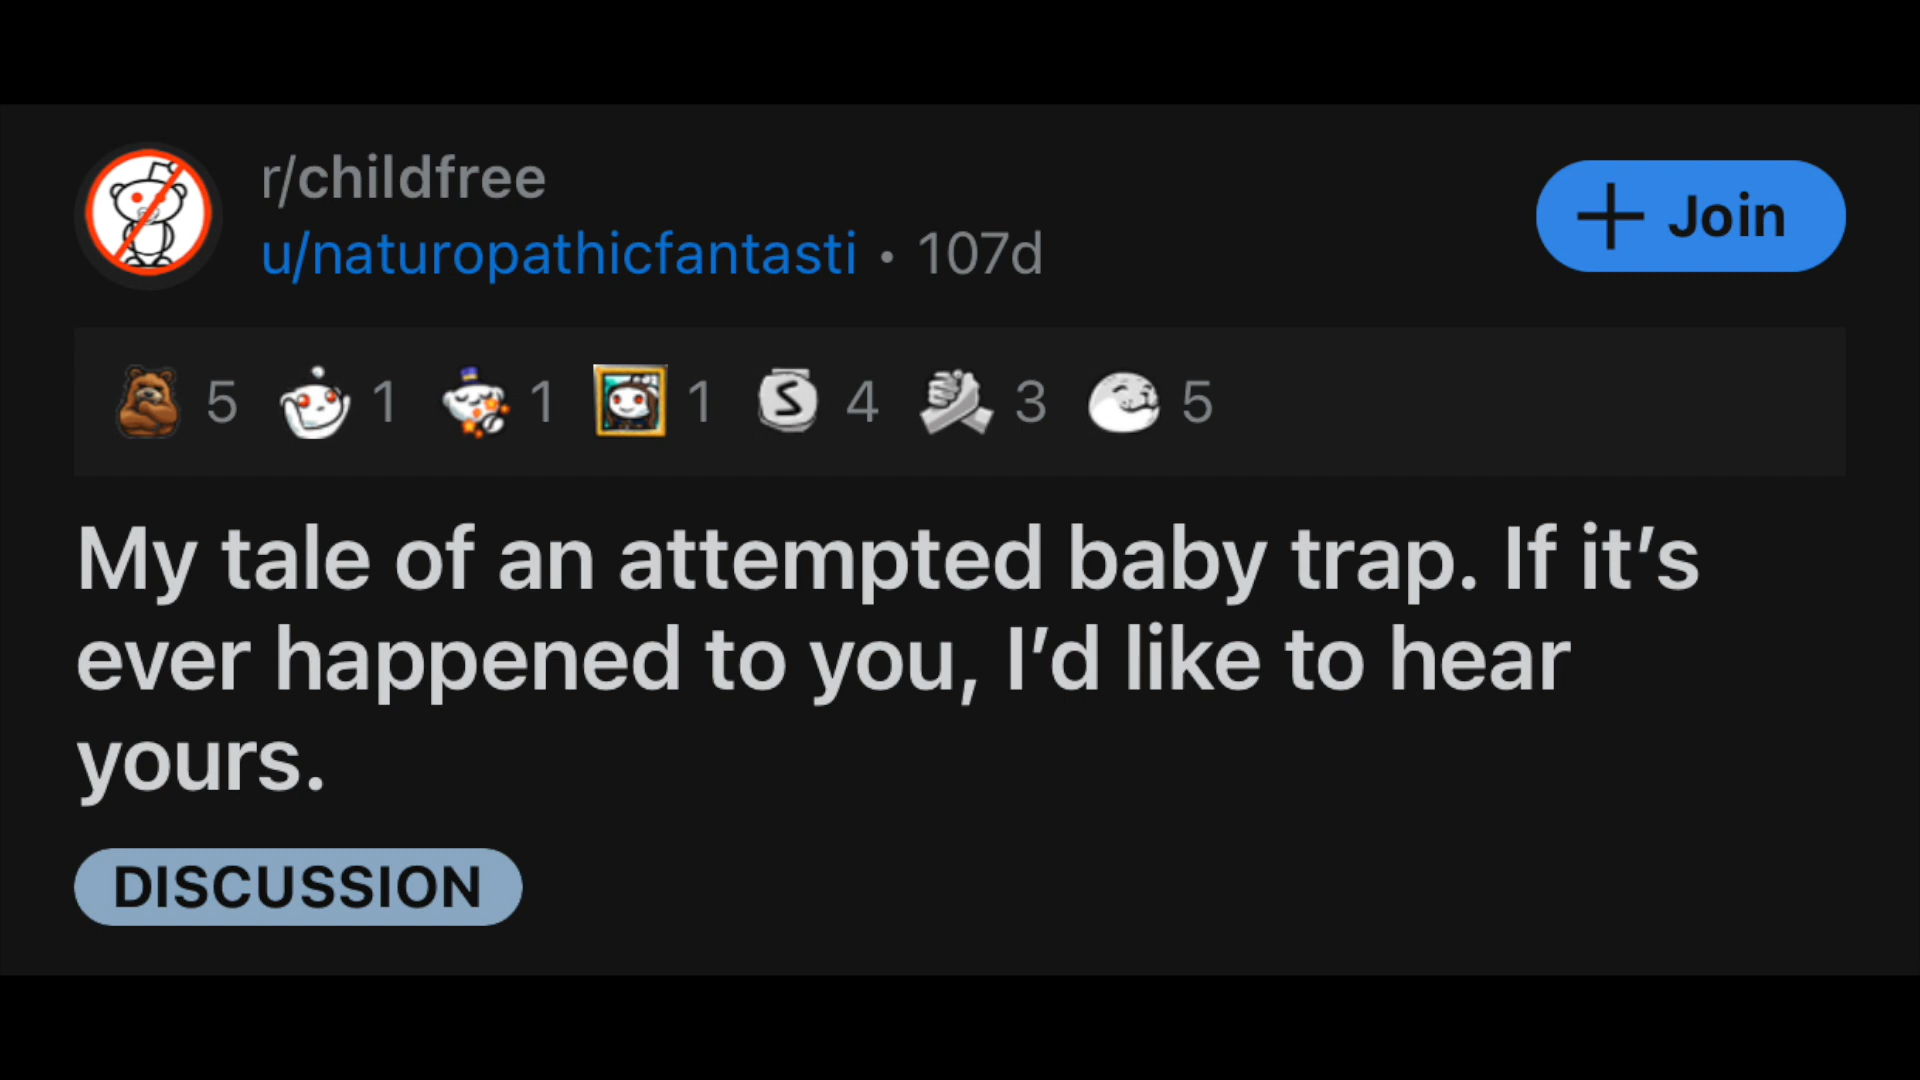 r/childfree
u/naturopathicfantasti • 107d
+ Join
5 1 1 1 S 4 3 5
My tale of an attempted baby trap. If it’s
ever happened to you, I’d like to hear
yours.
DISCUSSION